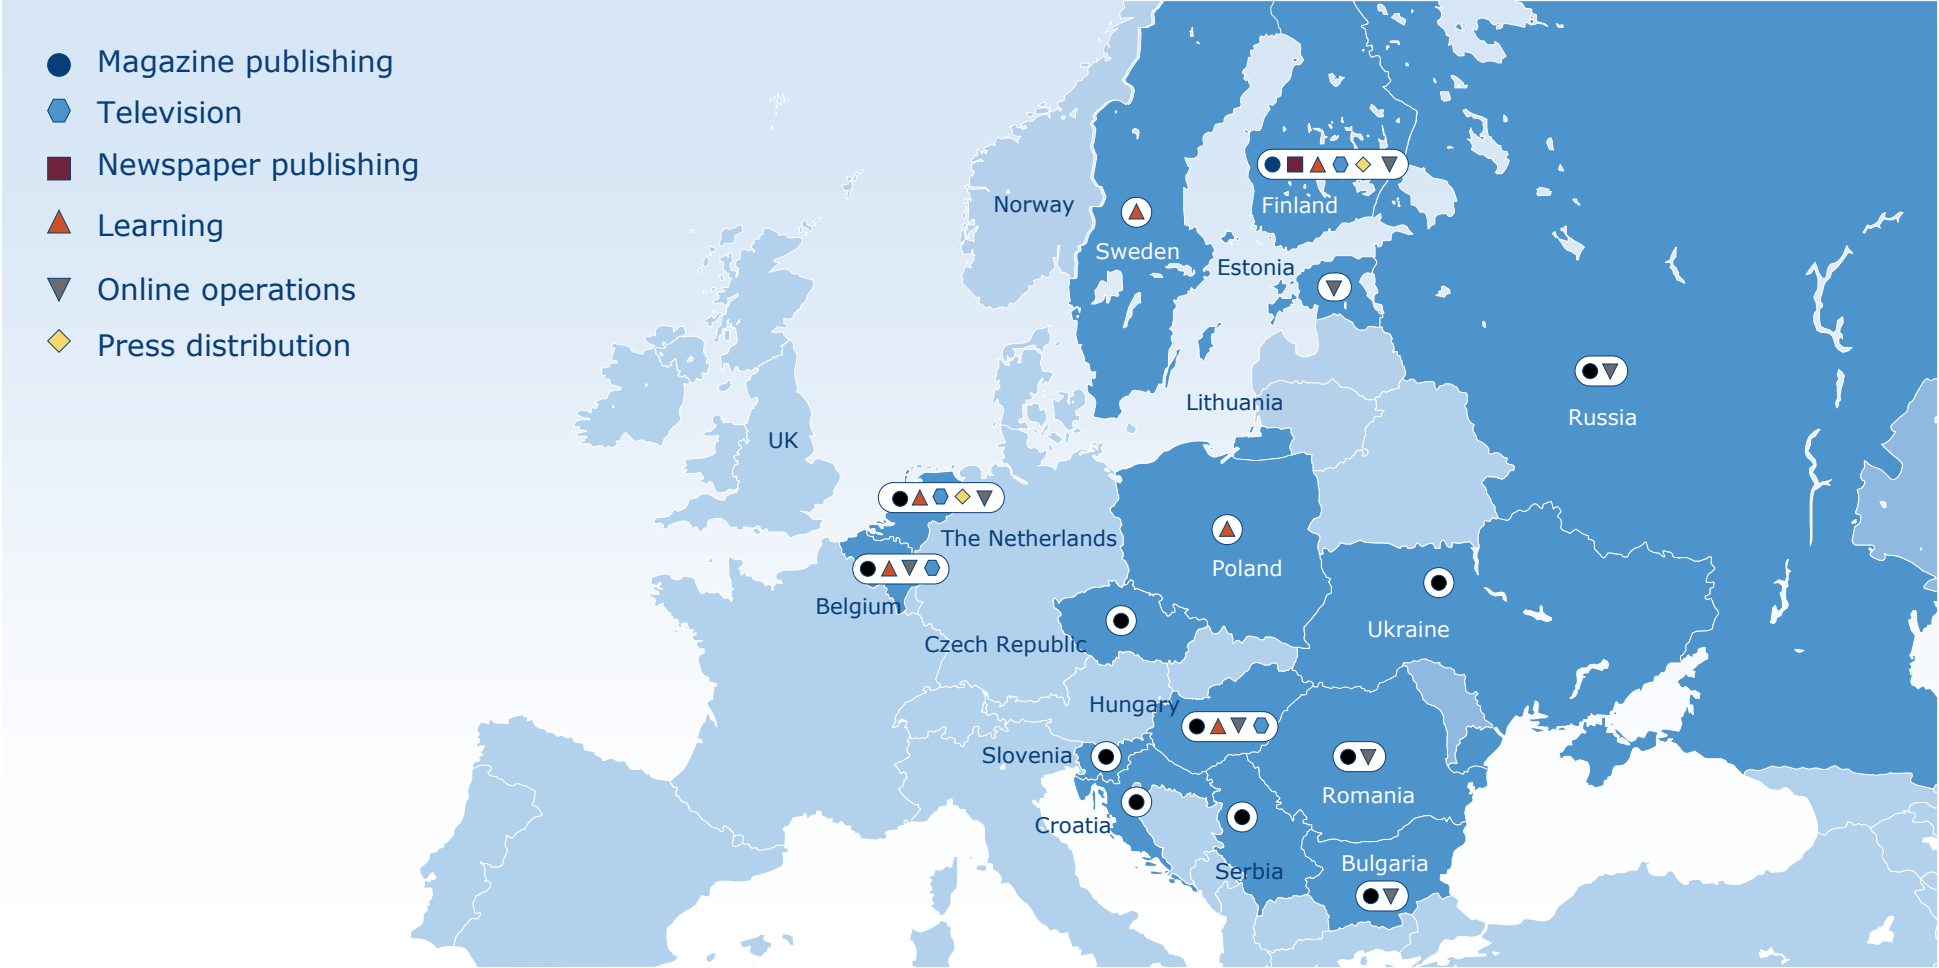 Magazine publishing
Television
Newspaper publishing
Learning
Online operations
Press distribution
Norway
Finland
Sweden
Estonia
Lithuania
Russia
UK
The Netherlands
Poland
Belgium
Ukraine
Czech Republic
Hungary
Slovenia
Romania
Croatia
Bulgaria
Serbia